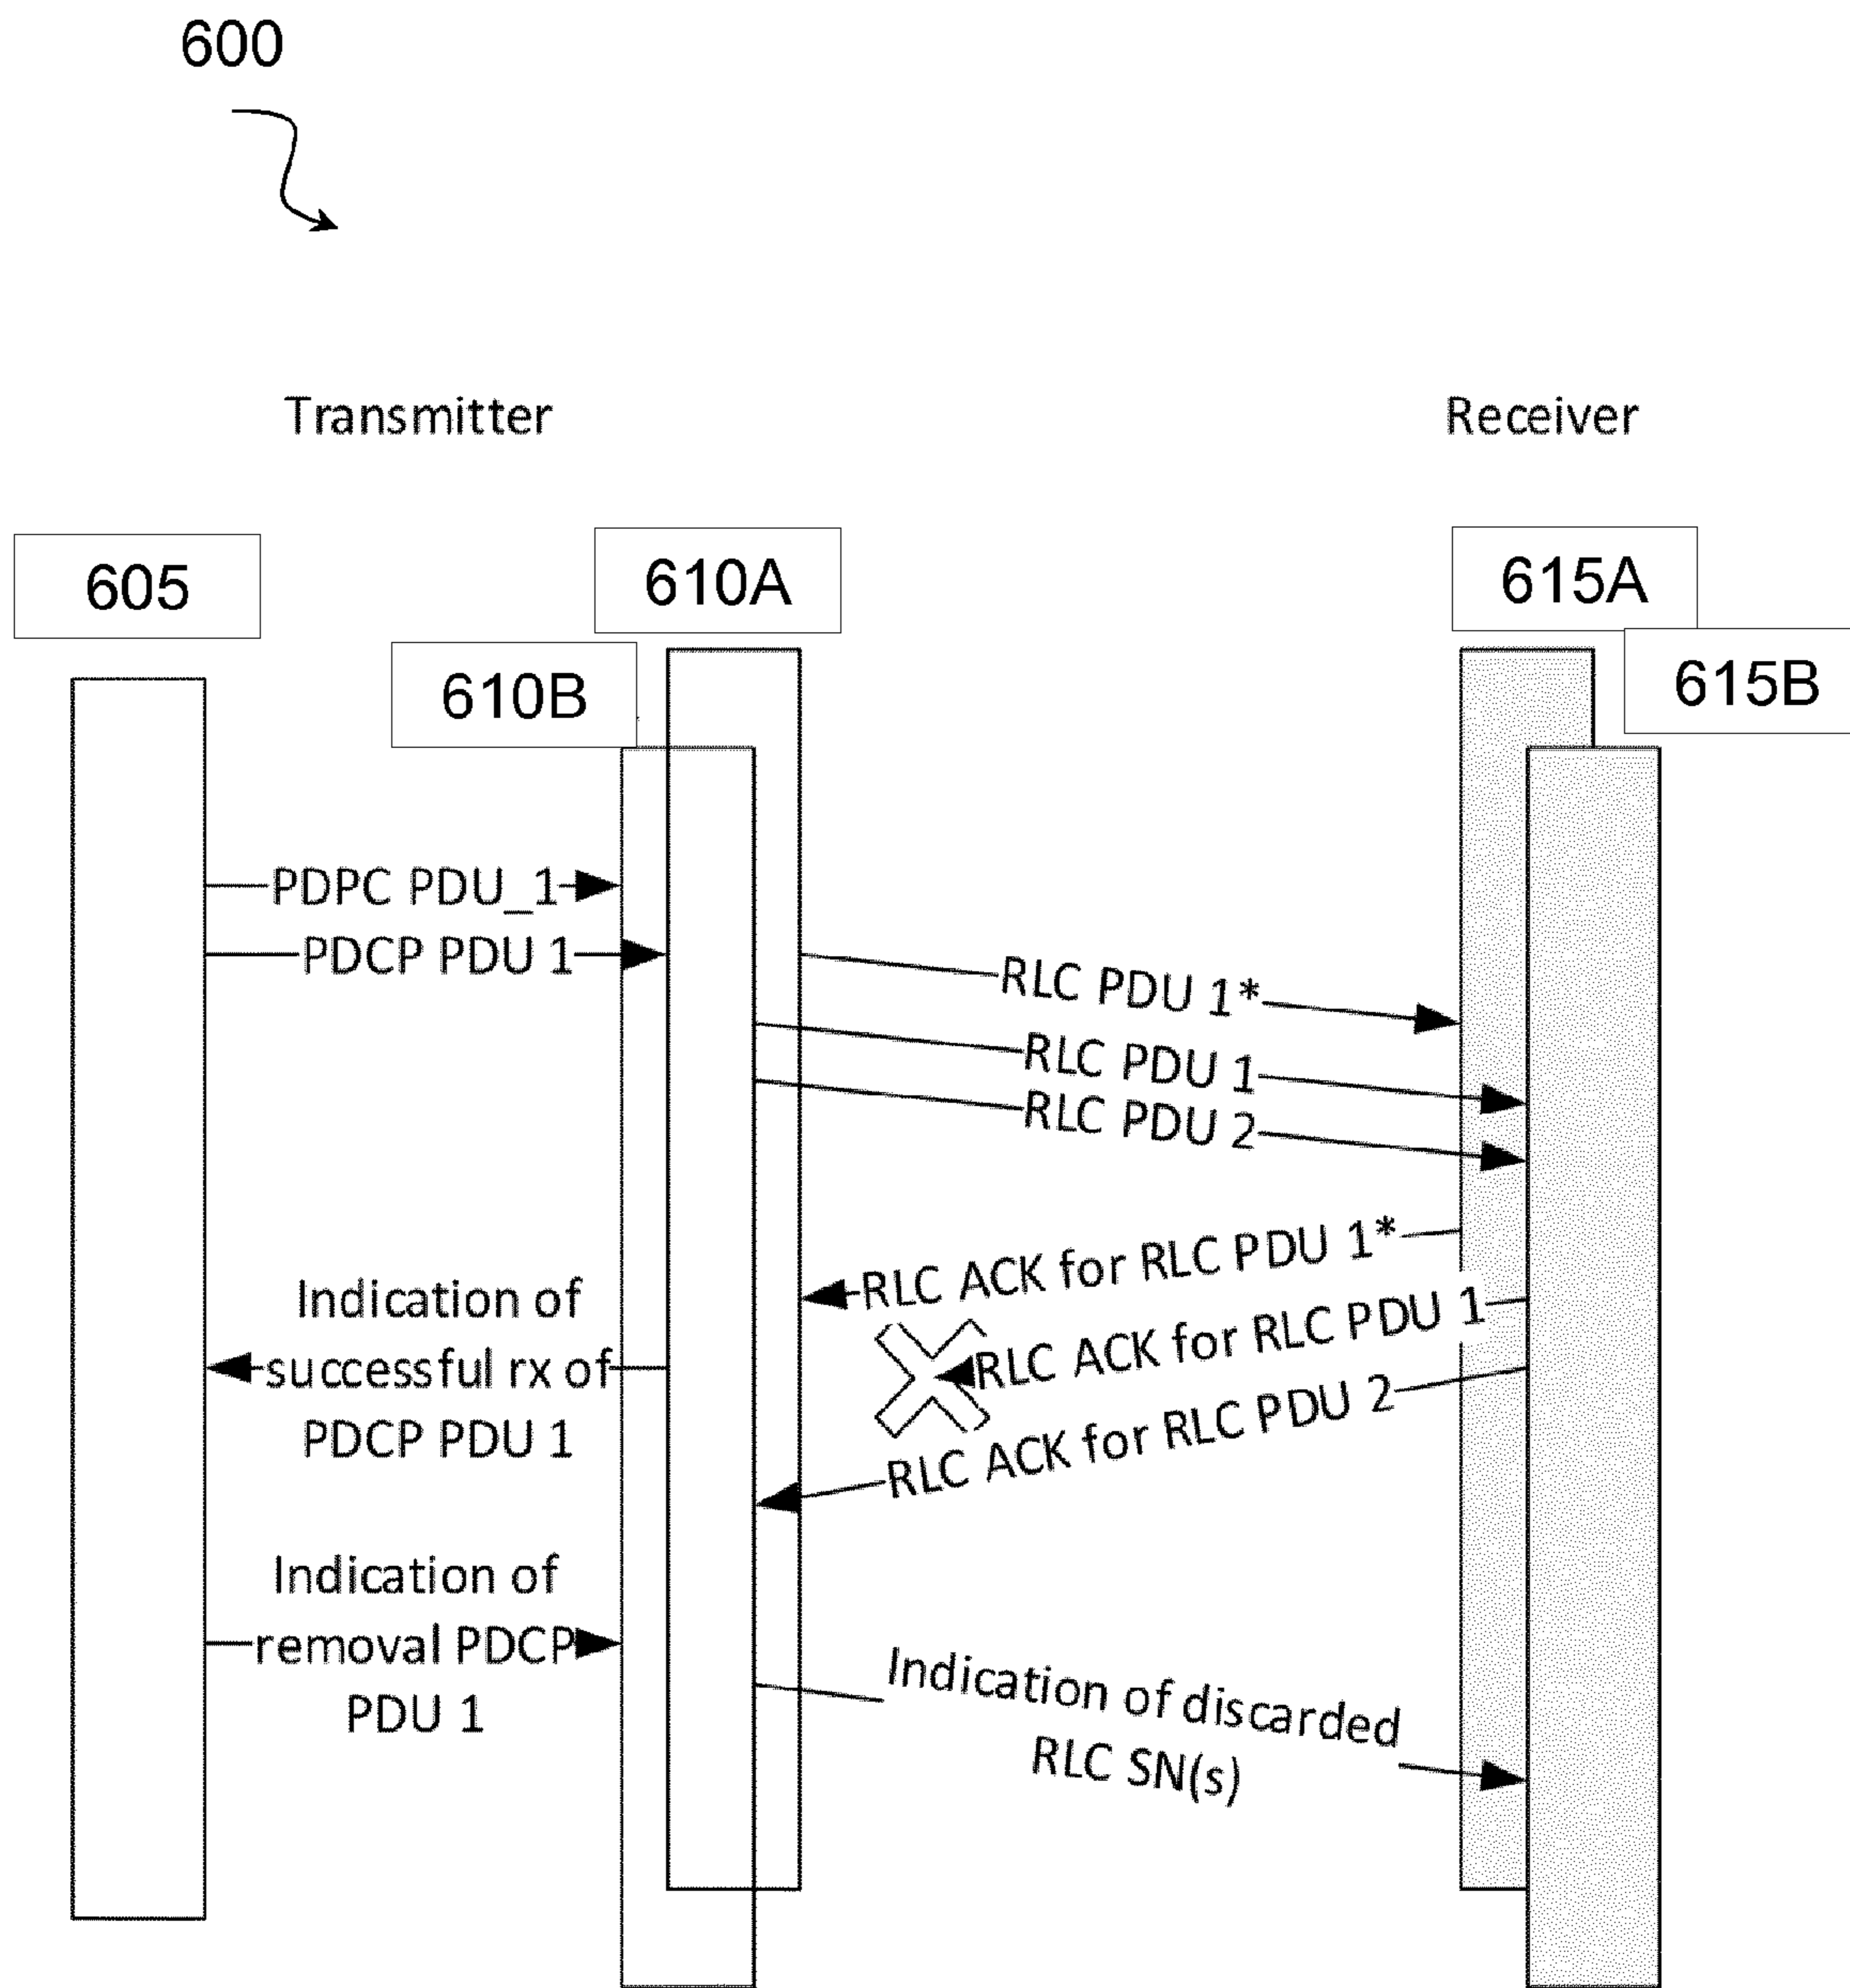 600
Transmitter
Receiver
605
610A
615A
610B
615B
PDPC PDU_1
PDCP PDU 1
RLC PDU 1*
RLC PDU 1
RLC PDU 2
RLC ACK for RLC PDU 1*
Indication of
successful rx of
PDCP PDU 1
RLC ACK for RLC PDU 1
RLC ACK for RLC PDU 2
Indication of
removal PDCP
PDU 1
Indication of discarded
RLC SN(s)